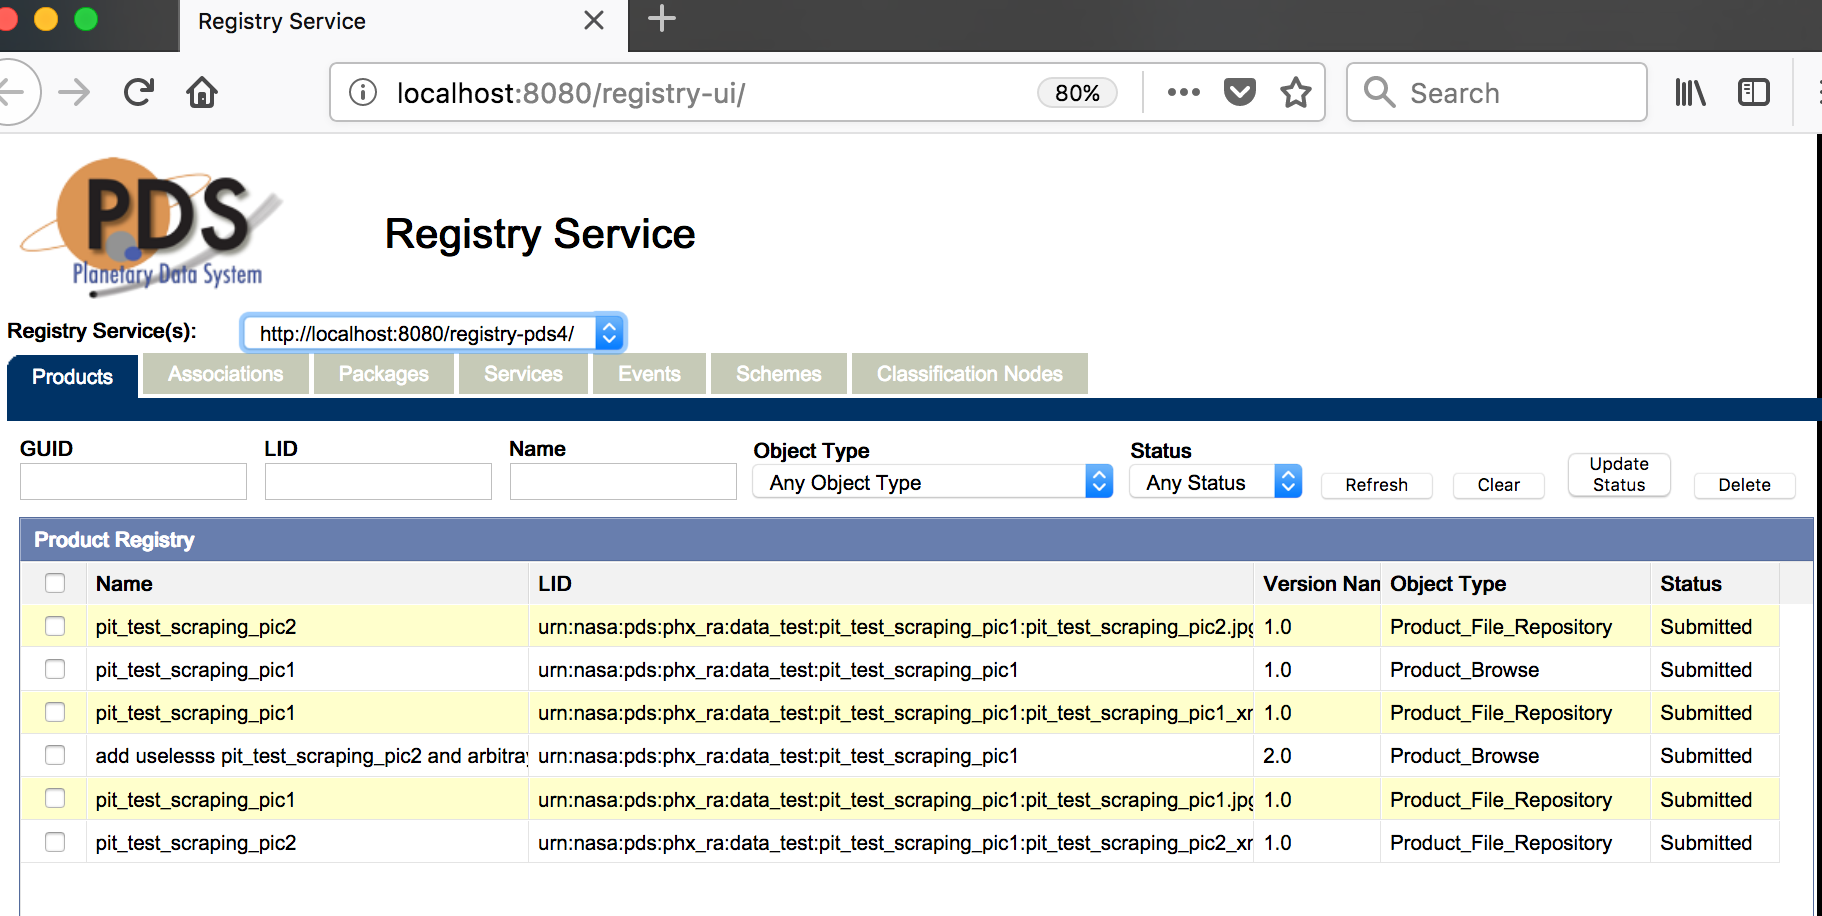 Registry Service
localhost:8080/registry-ui/
80%
Search
PDS
Planetary Data System
Registry Service
Registry Service(s):
http://localhost:8080/registry-pds4/
Products Associations Packages Services Events Schemes Classification Nodes
GUID LID Name Object Type Status
Any Object Type Any Status Refresh Clear Update Status Delete
Product Registry
Name LID Version Nam Object Type Status
pit_test_scraping_pic2 urn:nasa:pds:phx_ra:data_test:pit_test_scraping_pic1:pit_test_scraping_pic2.jpg 1.0 Product_File_Repository Submitted
pit_test_scraping_pic1 urn:nasa:pds:phx_ra:data_test:pit_test_scraping_pic1 1.0 Product_Browse Submitted
pit_test_scraping_pic1 urn:nasa:pds:phx_ra:data_test:pit_test_scraping_pic1:pit_test_scraping_pic1_xm 1.0 Product_File_Repository Submitted
add uselesss pit_test_scraping_pic2 and arbitray urn:nasa:pds:phx_ra:data_test:pit_test_scraping_pic1 2.0 Product_Browse Submitted
pit_test_scraping_pic1 urn:nasa:pds:phx_ra:data_test:pit_test_scraping_pic1:pit_test_scraping_pic1.jpg 1.0 Product_File_Repository Submitted
pit_test_scraping_pic2 urn:nasa:pds:phx_ra:data_test:pit_test_scraping_pic1:pit_test_scraping_pic2_xm 1.0 Product_File_Repository Submitted